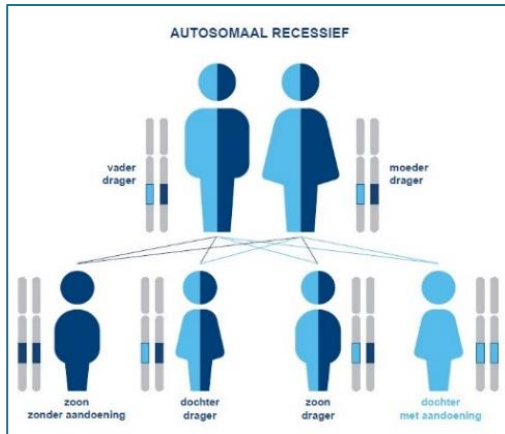 AUTOSOMAAL RECESSIEF
vader
drager
moeder
drager
zoon
zonder aandoening
dochter
drager
zoon
drager
dochter
met aandoening